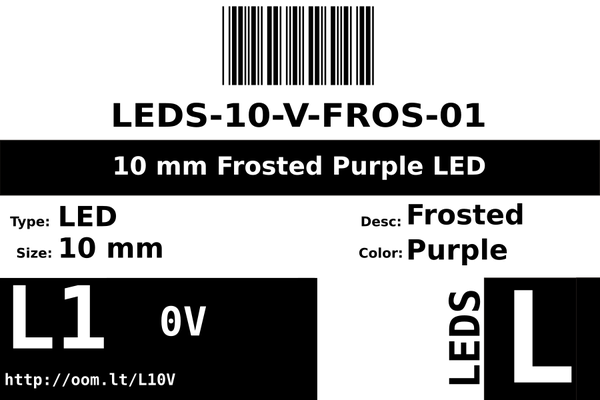 LEDS-10-V-FROS-01
10 mm Frosted Purple LED
Type: LED
Desc: Frosted
Size: 10 mm
Color: Purple
L1 0V
http://oom.lt/L10V
LEDS
L